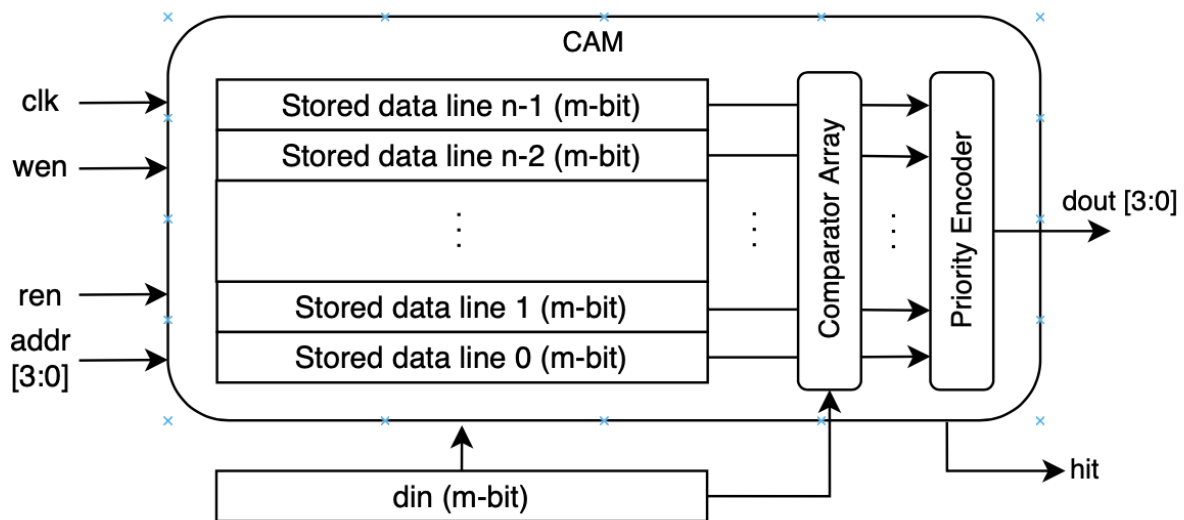 CAM
clk
Stored data line n-1 (m-bit)
Stored data line n-2 (m-bit)
wen
Comparator Array
Priority Encoder
dout [3:0]
ren
Stored data line 1 (m-bit)
addr
[3:0]
Stored data line 0 (m-bit)
din (m-bit)
hit